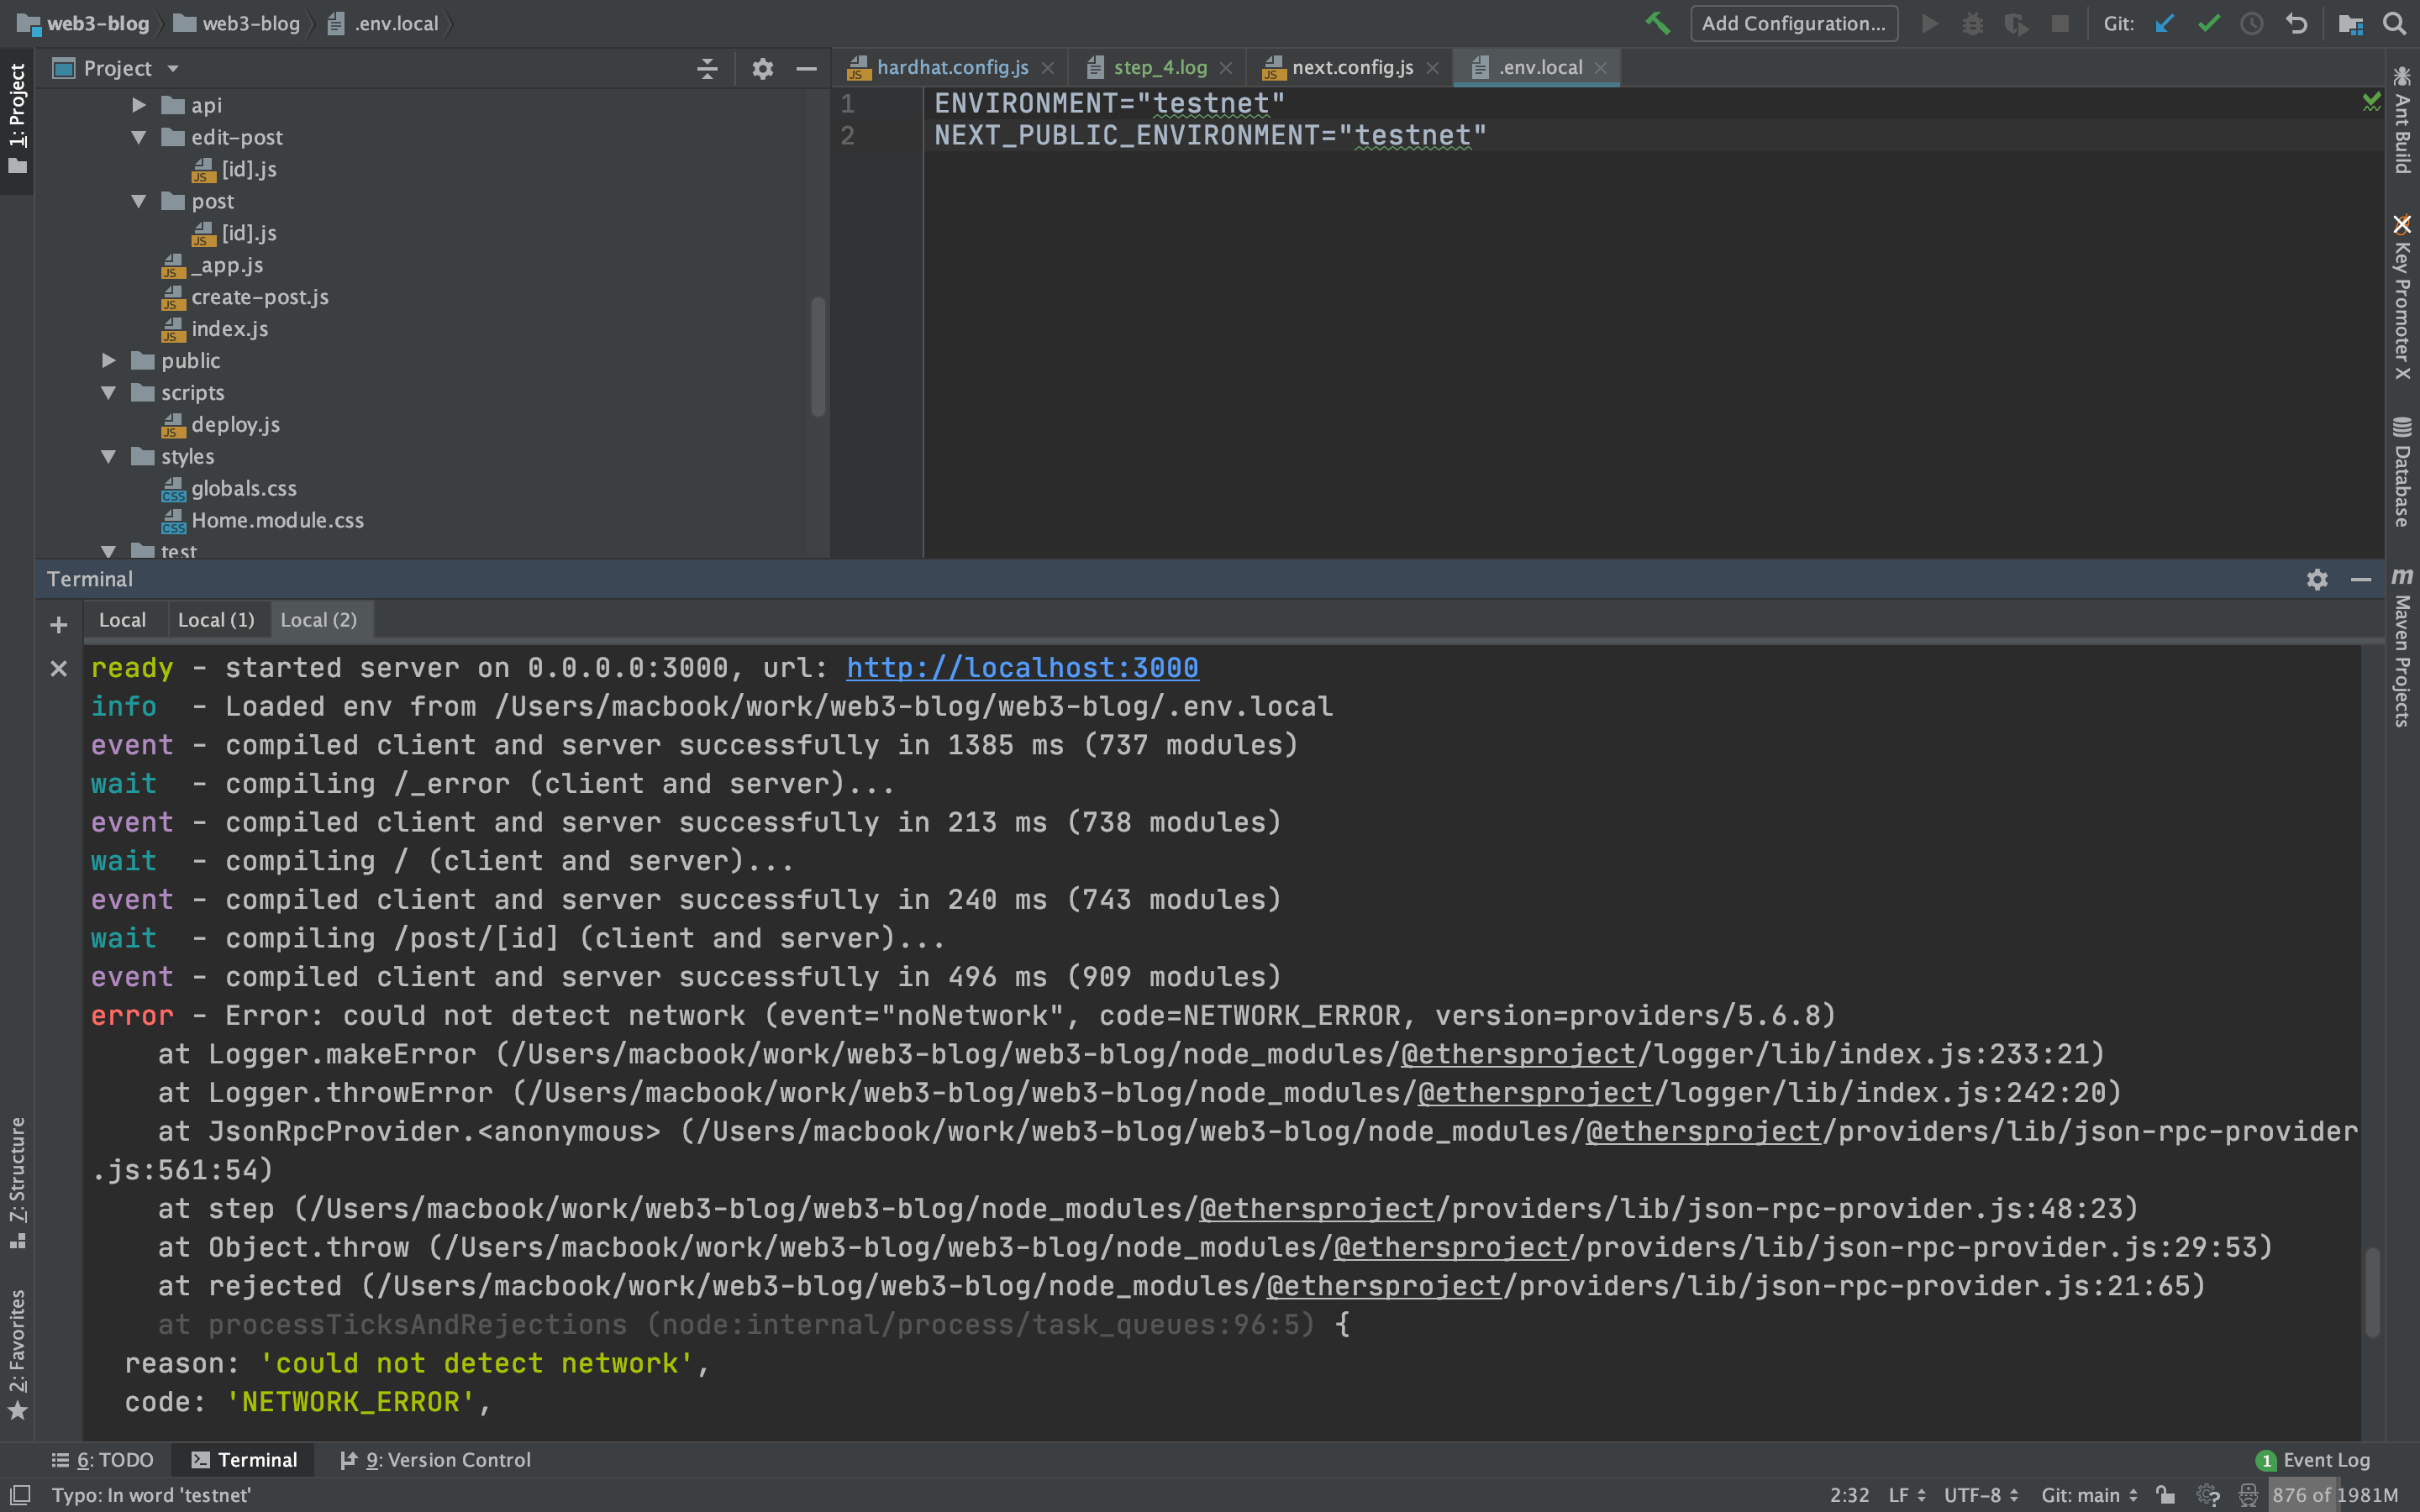 web3-blog web3-blog .env.local
Add Configuration... Git:
1: Project
Project
hardhat.config.js step_4.log next.config.js .env.local
api
edit-post
[id].js
post
[id].js
_app.js
create-post.js
index.js
public
scripts
deploy.js
styles
globals.css
Home.module.css
test
1 ENVIRONMENT="testnet"
2 NEXT_PUBLIC_ENVIRONMENT="testnet"
Ant Build
Key Promoter X
Database
Maven Projects
Terminal
Local Local (1) Local (2)
ready - started server on 0.0.0.0:3000, url: http://localhost:3000
info - Loaded env from /Users/macbook/work/web3-blog/web3-blog/.env.local
event - compiled client and server successfully in 1385 ms (737 modules)
wait - compiling /_error (client and server)...
event - compiled client and server successfully in 213 ms (738 modules)
wait - compiling / (client and server)...
event - compiled client and server successfully in 240 ms (743 modules)
wait - compiling /post/[id] (client and server)...
event - compiled client and server successfully in 496 ms (909 modules)
error - Error: could not detect network (event="noNetwork", code=NETWORK_ERROR, version=providers/5.6.8)
at Logger.makeError (/Users/macbook/work/web3-blog/web3-blog/node_modules/@ethersproject/logger/lib/index.js:233:21)
at Logger.throwError (/Users/macbook/work/web3-blog/web3-blog/node_modules/@ethersproject/logger/lib/index.js:242:20)
at JsonRpcProvider.<anonymous> (/Users/macbook/work/web3-blog/web3-blog/node_modules/@ethersproject/providers/lib/json-rpc-provider
.js:561:54)
at step (/Users/macbook/work/web3-blog/web3-blog/node_modules/@ethersproject/providers/lib/json-rpc-provider.js:48:23)
at Object.throw (/Users/macbook/work/web3-blog/web3-blog/node_modules/@ethersproject/providers/lib/json-rpc-provider.js:29:53)
at rejected (/Users/macbook/work/web3-blog/web3-blog/node_modules/@ethersproject/providers/lib/json-rpc-provider.js:21:65)
at processTicksAndRejections (node:internal/process/task_queues:96:5) {
reason: 'could not detect network',
code: 'NETWORK_ERROR',
7: Structure
2: Favorites
6: TODO Terminal 9: Version Control
1 Event Log
Typo: In word 'testnet'
2:32 LF UTF-8 Git: main 876 of 1981M